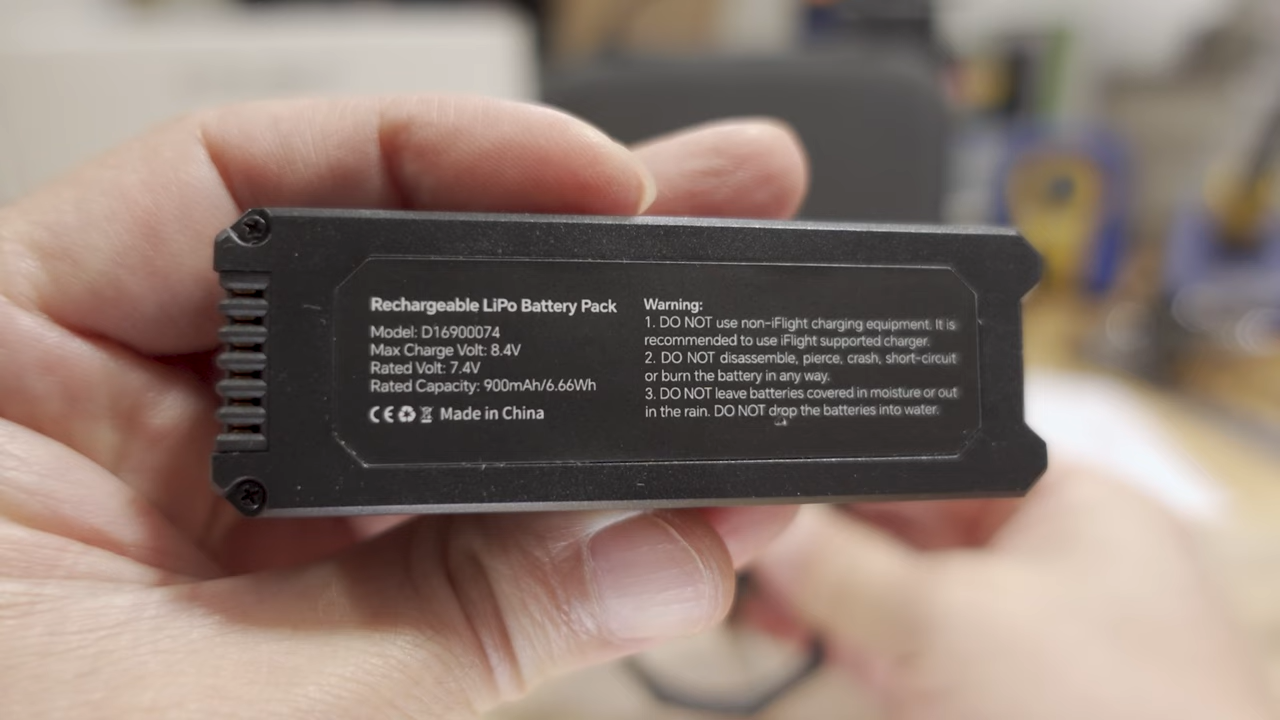 Rechargeable LiPo Battery Pack
Model: D16900074
Max Charge Volt: 8.4V
Rated Volt: 7.4V
Rated Capacity: 900mAh/6.66Wh
CE Made in China
Warning:
1. DO NOT use non-iFlight charging equipment. It is
recommended to use iFlight supported charger.
2. DO NOT disassemble, pierce, crash, short-circuit
or burn the battery in any way.
3. DO NOT leave batteries covered in moisture or out
in the rain. DO NOT drop the batteries into water.